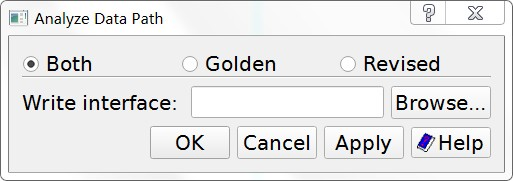 Analyze Data Path
Both Golden Revised
Write interface: Browse...
OK Cancel Apply Help